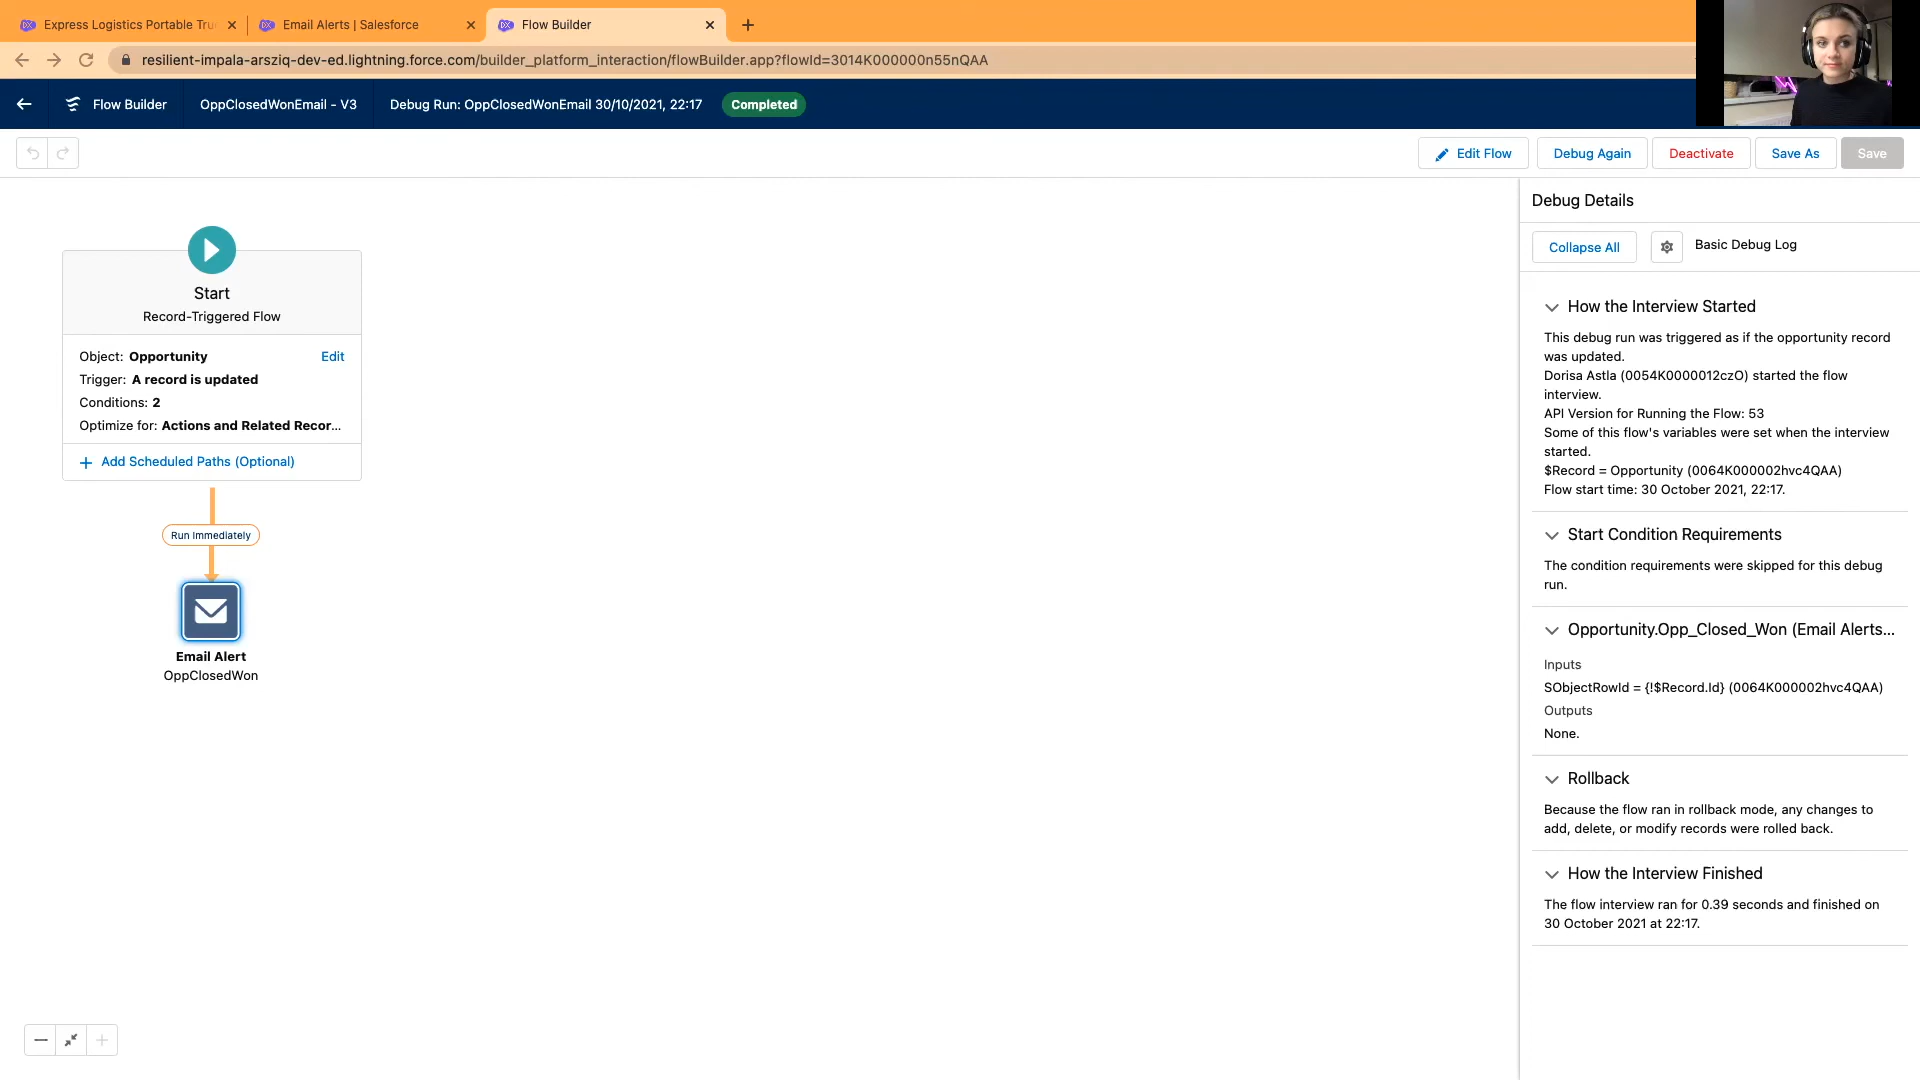 Express Logistics Portable Tru
Email Alerts | Salesforce
Flow Builder
resilient-impala-arsziq-dev-ed.lightning.force.com/builder_platform_interaction/flowBuilder.app?flowId=3014K000000n55nQAA
Flow Builder
OppClosedWonEmail - V3
Debug Run: OppClosedWonEmail 30/10/2021, 22:17
Completed
Edit Flow
Debug Again
Deactivate
Save As
Save
Start
Record-Triggered Flow
Object: Opportunity
Edit
Trigger: A record is updated
Conditions: 2
Optimize for: Actions and Related Recor...
Add Scheduled Paths (Optional)
Run Immediately
Email Alert
OppClosedWon
Debug Details
Collapse All
Basic Debug Log
How the Interview Started
This debug run was triggered as if the opportunity record
was updated.
Dorisa Astla (0054K0000012czO) started the flow
interview.
API Version for Running the Flow: 53
Some of this flow's variables were set when the interview
started.
$Record = Opportunity (0064K000002hvc4QAA)
Flow start time: 30 October 2021, 22:17.
Start Condition Requirements
The condition requirements were skipped for this debug
run.
Opportunity.Opp_Closed_Won (Email Alerts...
Inputs
SObjectRowId = {!$Record.Id} (0064K000002hvc4QAA)
Outputs
None.
Rollback
Because the flow ran in rollback mode, any changes to
add, delete, or modify records were rolled back.
How the Interview Finished
The flow interview ran for 0.39 seconds and finished on
30 October 2021 at 22:17.